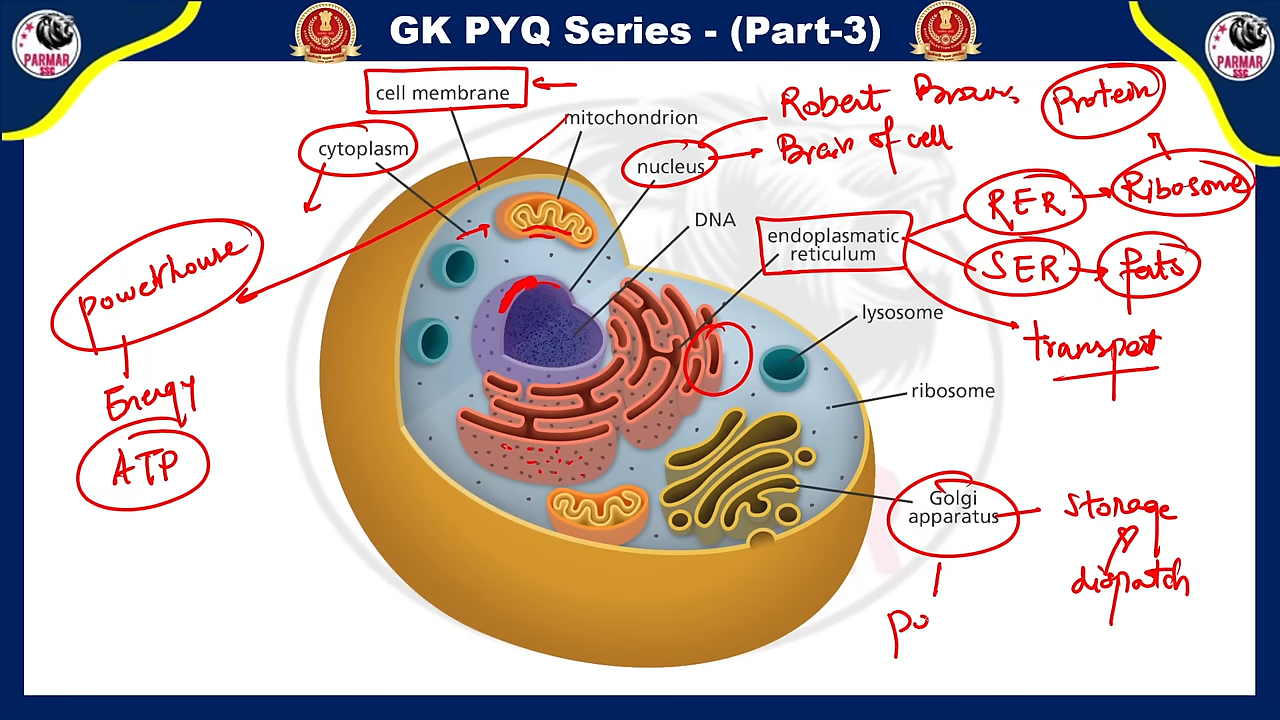 GK PYQ Series - (Part-3)
PARMAR
SSC
PARMAR
SSC
cell membrane
mitochondrion
cytoplasm
nucleus
Robert Brown
Brain of cell
Protein
DNA
RER
Ribosome
endoplasmatic
reticulum
SER
fats
transport
Powerhouse
Energy
ATP
lysosome
ribosome
Golgi
apparatus
Storage
dispatch
Po